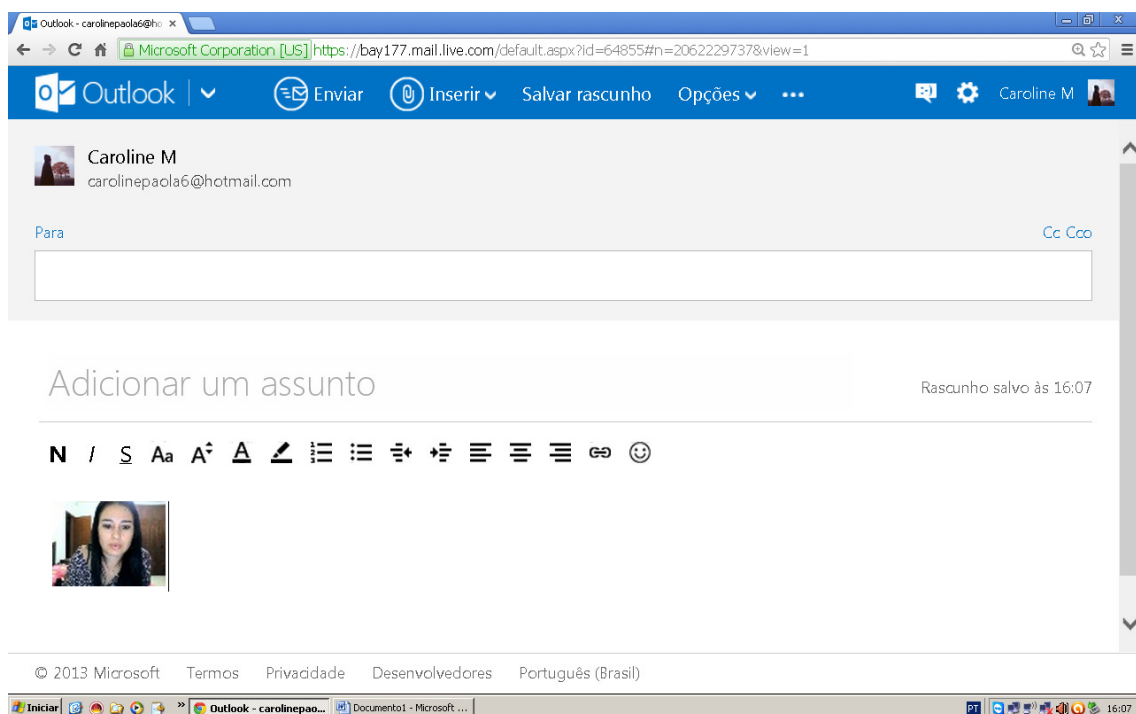 Outlook - carolinepaola6@ho
Microsoft Corporation [US] https://bay177.mail.live.com/default.aspx?id=64855#n=2062229737&view=1
Outlook Enviar Inserir Salvar rascunho Opções ... Caroline M
Caroline M
carolinepaola6@hotmail.com
Para Cc Cco
Adicionar um assunto
Rascunho salvo às 16:07
N I S Aa A A
© 2013 Microsoft Termos Privacidade Desenvolvedores Português (Brasil)
Iniciar » Outlook - carolinepao... Documento1 - Microsoft ... PT 16:07